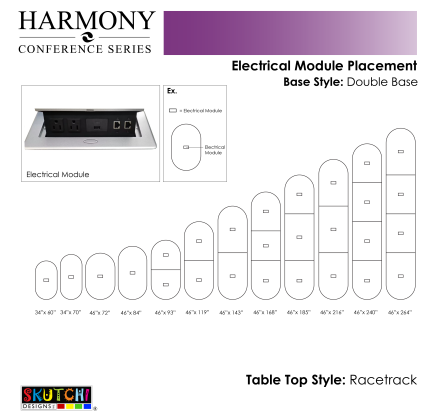 HARMONY
CONFERENCE SERIES
Electrical Module Placement
Base Style: Double Base
Ex.
= Electrical Module
Electrical
Module
Electrical Module
34"x 60"
34"x 70"
46"x 72"
46"x 84"
46"x 93"
46"x 119"
46"x 143"
46"x 168"
46"x 185"
46"x 216"
46"x 240"
46"x 264"
Table Top Style: Racetrack
SKUTCHI
DESIGNS
®